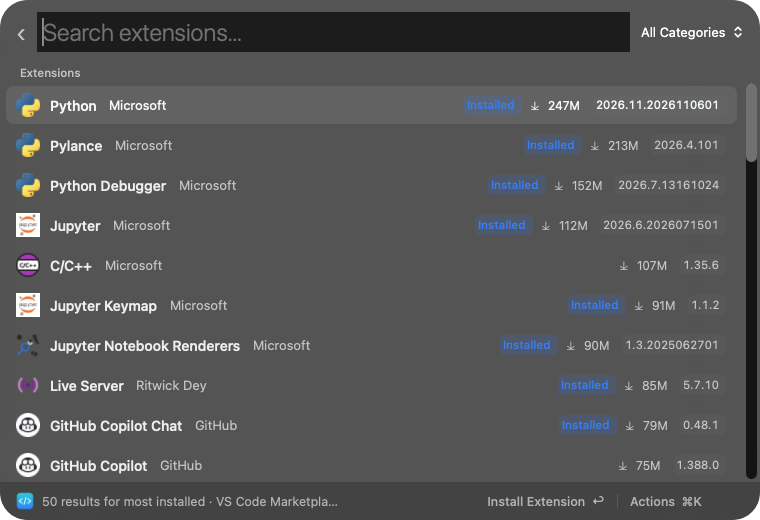 Search extensions...
All Categories
Extensions
Python Microsoft Installed 247M 2026.11.2026110601
Pylance Microsoft Installed 213M 2026.4.101
Python Debugger Microsoft Installed 152M 2026.7.13161024
Jupyter Microsoft Installed 112M 2026.6.2026071501
C/C++ C/C++ Microsoft 107M 1.35.6
Jupyter Keymap Microsoft Installed 91M 1.1.2
Jupyter Notebook Renderers Microsoft Installed 90M 1.3.2025062701
Live Server Ritwick Dey Installed 85M 5.7.10
GitHub Copilot Chat GitHub Installed 79M 0.48.1
GitHub Copilot GitHub 75M 1.388.0
50 results for most installed · VS Code Marketpla... Install Extension Actions ⌘K